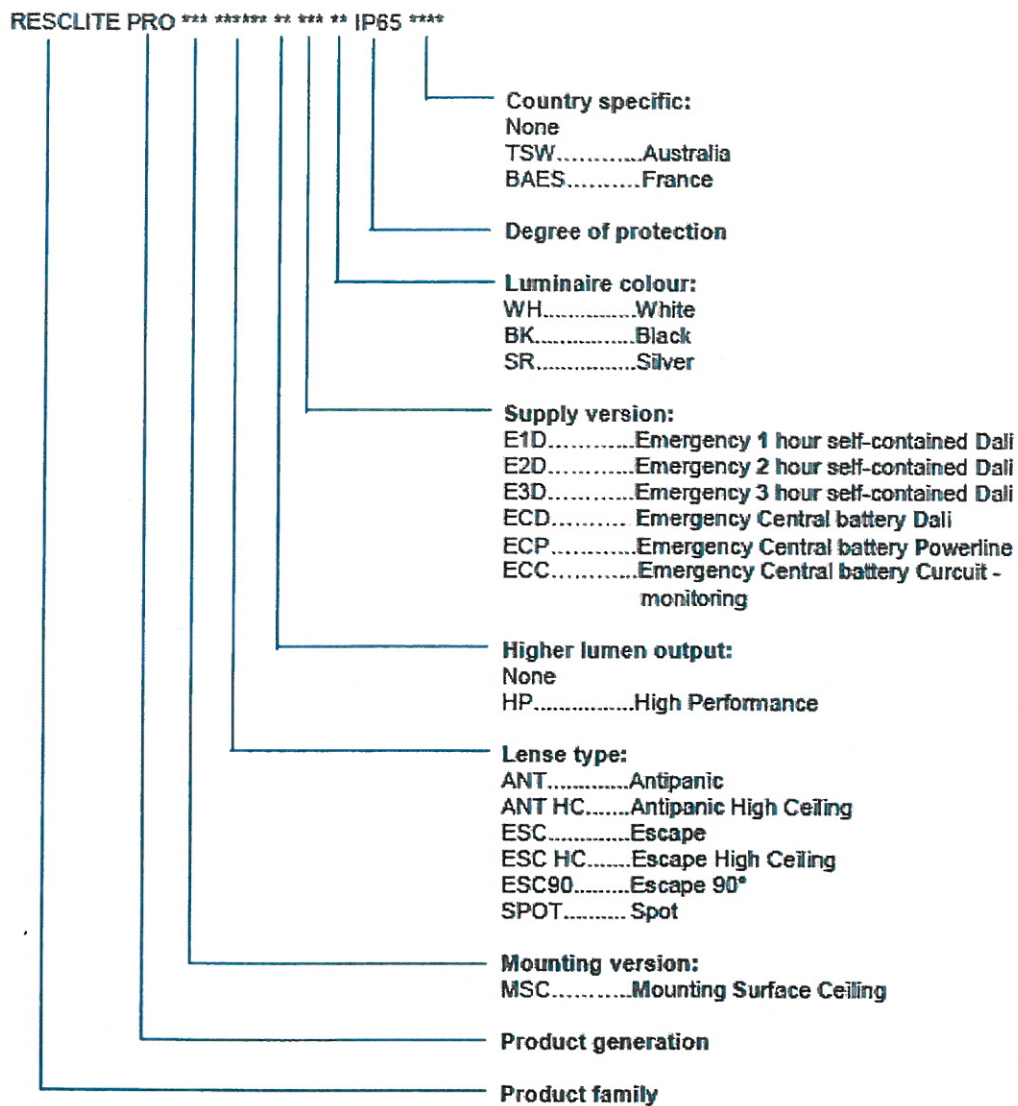 RESCLITE PRO *** ****** ** *** ** IP65 ****
Country specific:
None
TSW............Australia
BAES..........France
Degree of protection
Luminaire colour:
WH...............White
BK................Black
SR................Silver
Supply version:
E1D............Emergency 1 hour self-contained Dali
E2D............Emergency 2 hour self-contained Dali
E3D............Emergency 3 hour self-contained Dali
ECD........... Emergency Central battery Dali
ECP............Emergency Central battery Powerline
ECC............Emergency Central battery Curcuit -
monitoring
Higher lumen output:
None
HP................High Performance
Lense type:
ANT.............Antipanic
ANT HC.......Antipanic High Ceiling
ESC.............Escape
ESC HC.......Escape High Ceiling
ESC90.........Escape 90°
SPOT.......... Spot
Mounting version:
MSC............Mounting Surface Ceiling
Product generation
Product family